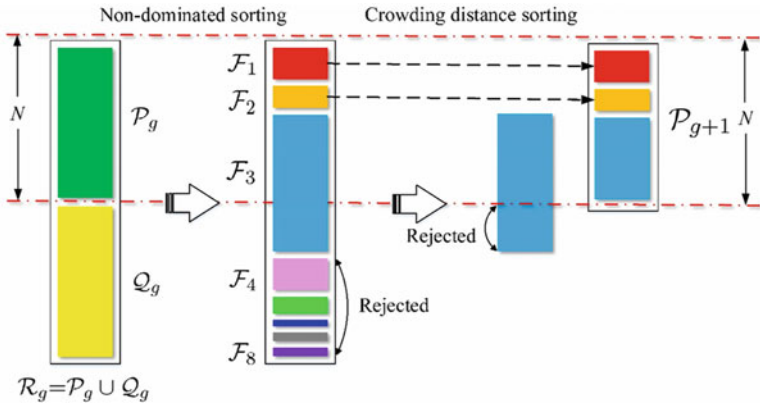 Non-dominated sorting
Crowding distance sorting
N
𝒫g
𝒬g
ℛg=𝒫g ∪ 𝒬g
ℱ1
ℱ2
ℱ3
ℱ4
ℱ8
Rejected
Rejected
𝒫g+1
N